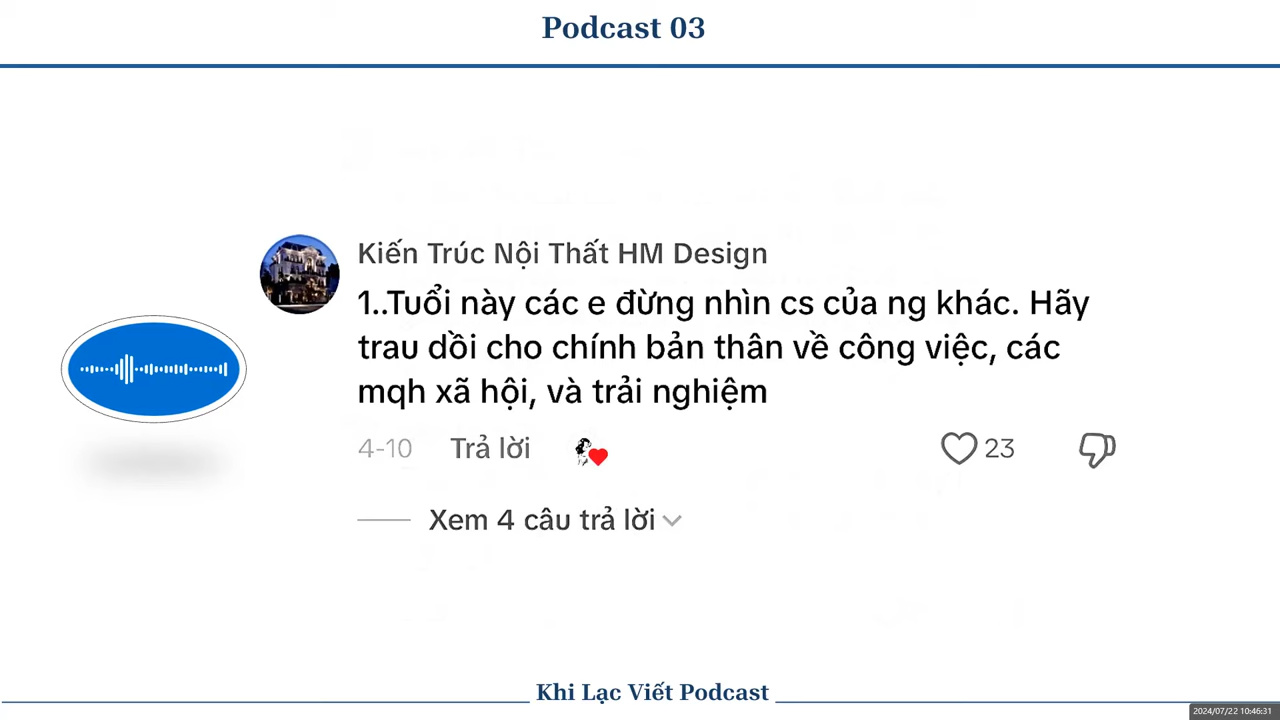 Podcast 03
Kiến Trúc Nội Thất HM Design
1..Tuổi này các e đừng nhìn cs của ng khác. Hãy
trau dồi cho chính bản thân về công việc, các
mqh xã hội, và trải nghiệm
4-10 Trả lời 23
Xem 4 câu trả lời
Khi Lạc Viết Podcast
2024/07/22 10:46:31